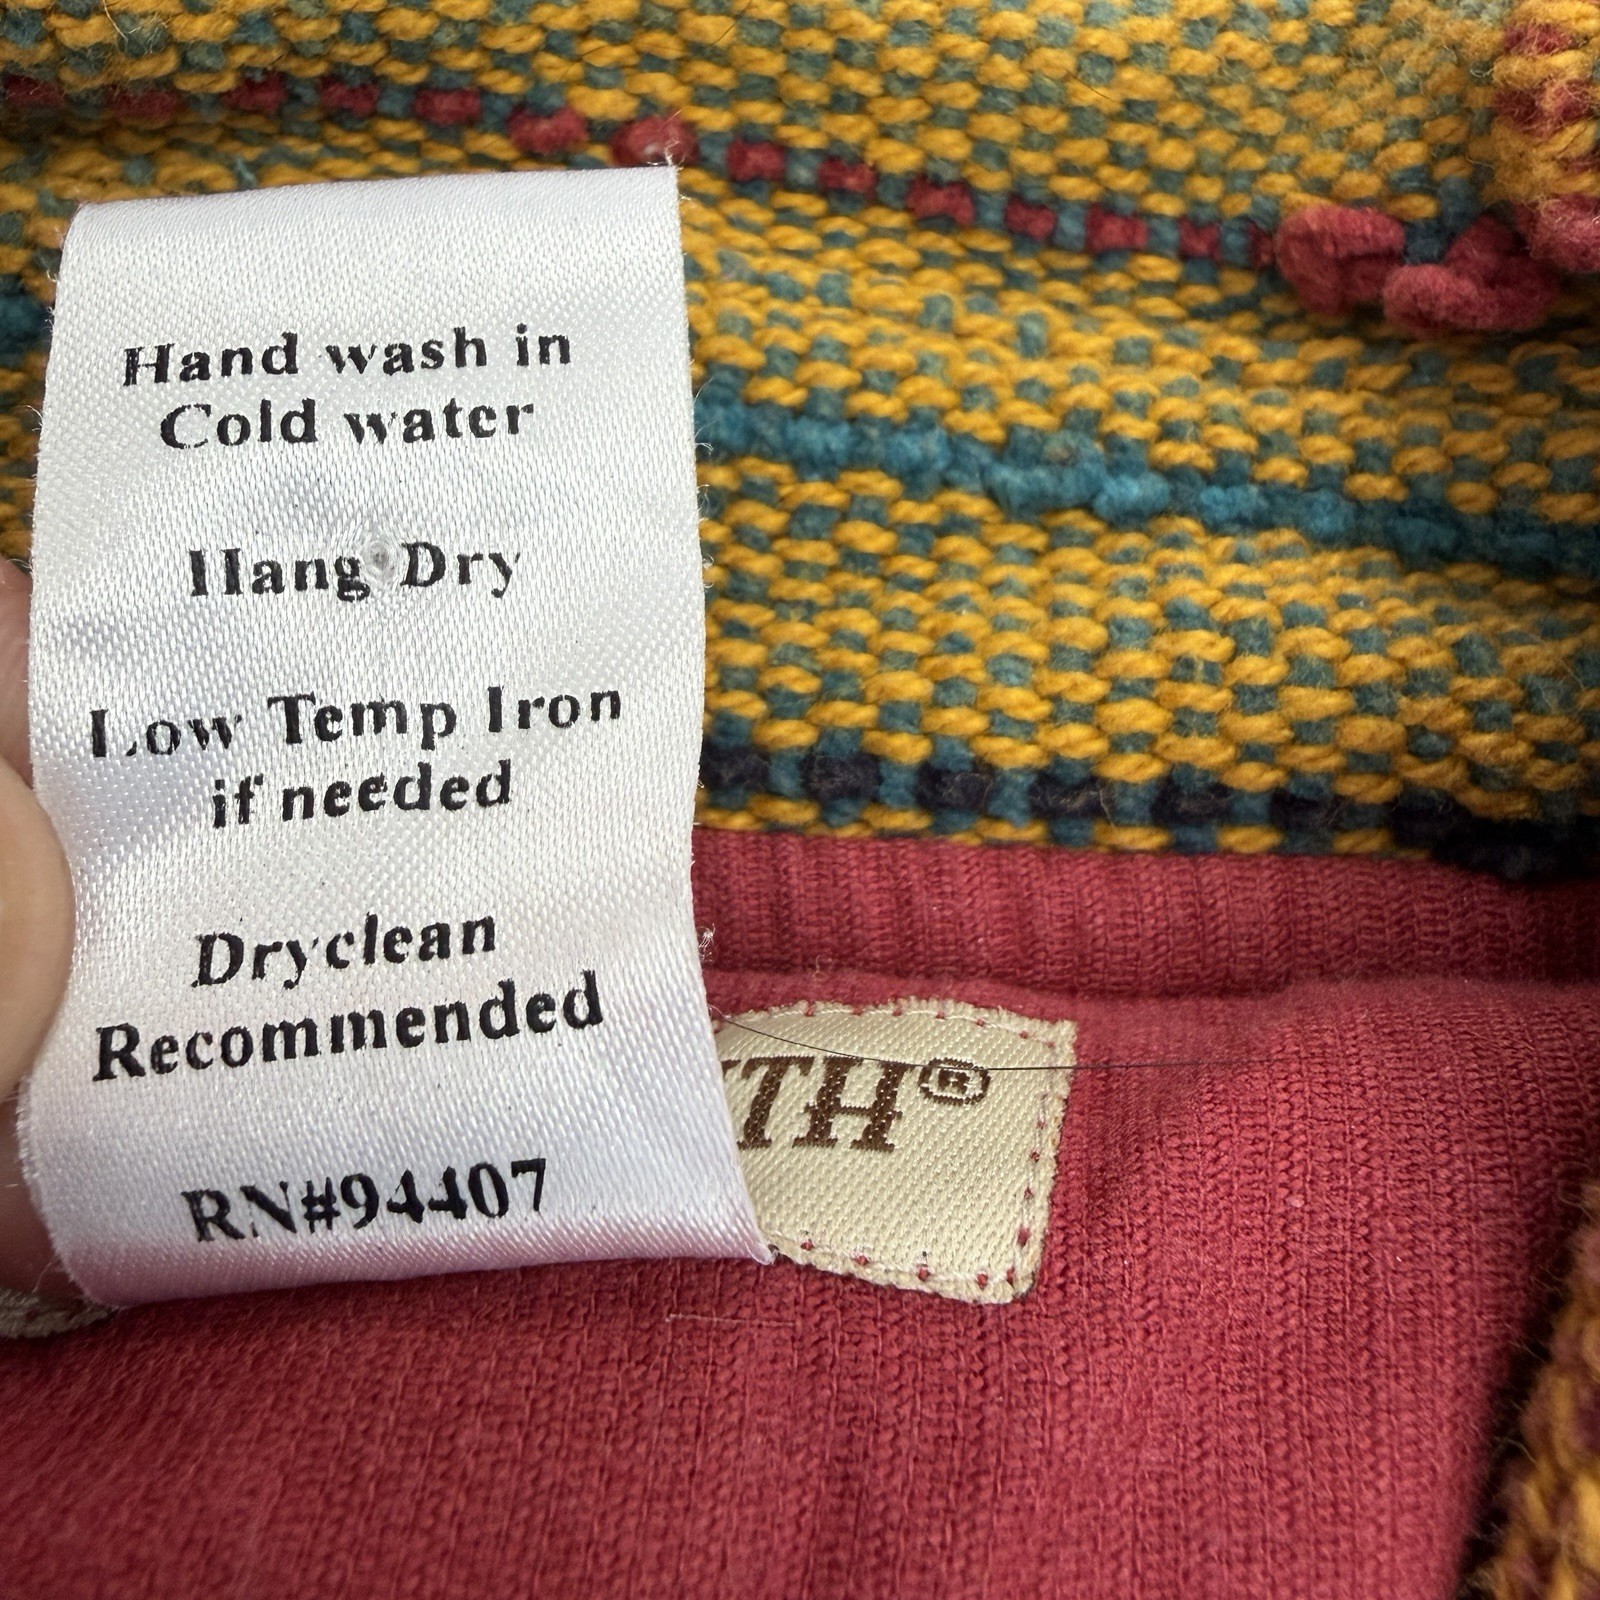 Hand wash in
Cold water
Hang Dry
Low Temp Iron
if needed
Dryclean
Recommended
RN#94407
TH®